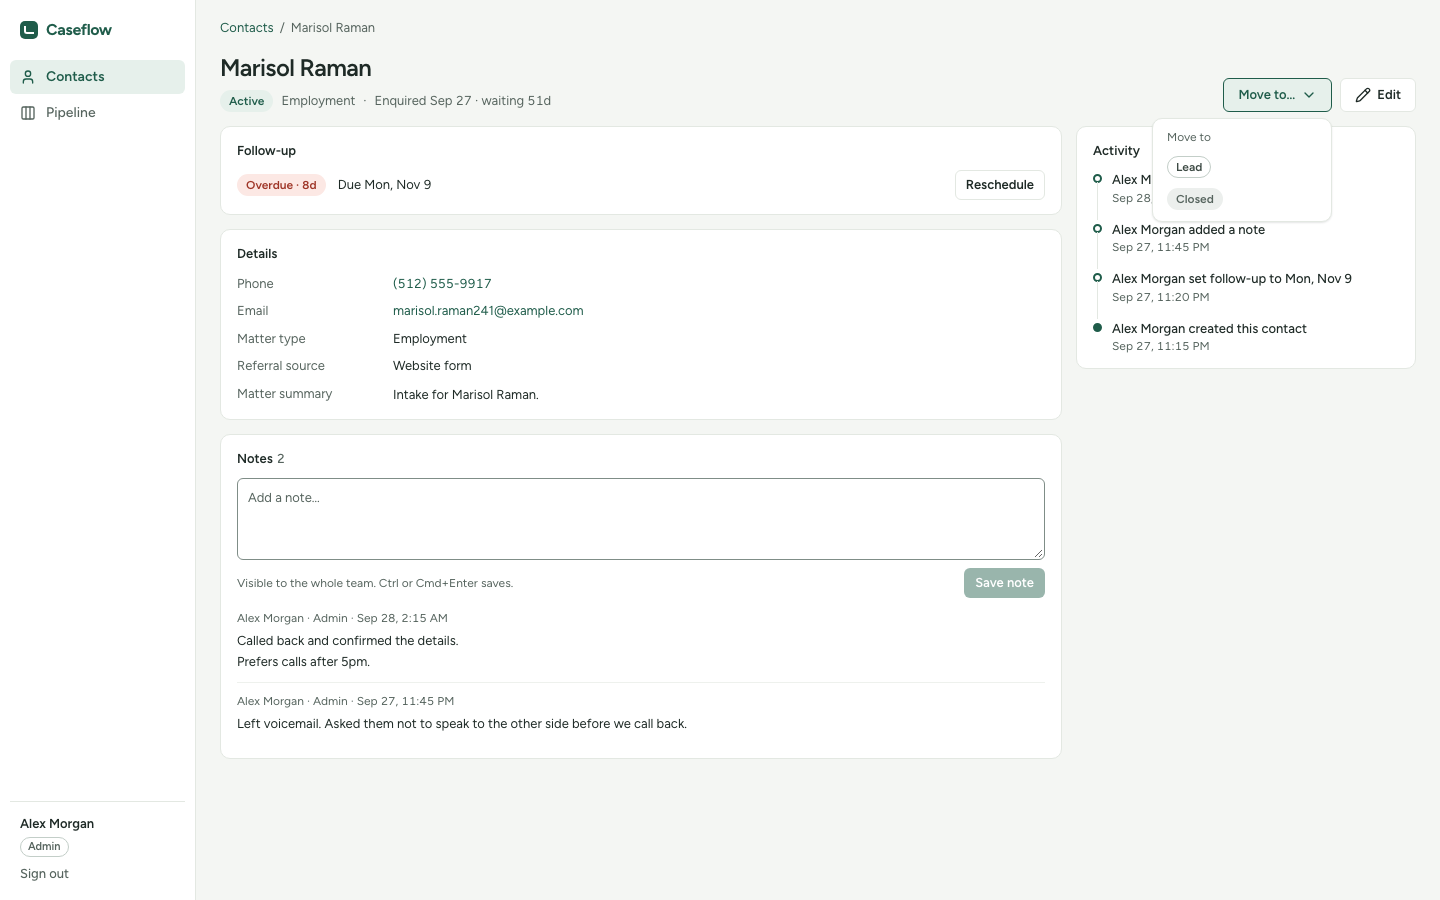 Caseflow
Contacts
Pipeline
Contacts / Marisol Raman
Marisol Raman
Active Employment · Enquired Sep 27 · waiting 51d
Move to...
Edit
Move to
Lead
Closed
Follow-up
Overdue · 8d Due Mon, Nov 9
Reschedule
Details
Phone (512) 555-9917
Email marisol.raman241@example.com
Matter type Employment
Referral source Website form
Matter summary Intake for Marisol Raman.
Notes 2
Add a note...
Visible to the whole team. Ctrl or Cmd+Enter saves.
Save note
Alex Morgan · Admin · Sep 28, 2:15 AM
Called back and confirmed the details.
Prefers calls after 5pm.
Alex Morgan · Admin · Sep 27, 11:45 PM
Left voicemail. Asked them not to speak to the other side before we call back.
Activity
Alex M
Sep 28,
Alex Morgan added a note
Sep 27, 11:45 PM
Alex Morgan set follow-up to Mon, Nov 9
Sep 27, 11:20 PM
Alex Morgan created this contact
Sep 27, 11:15 PM
Alex Morgan
Admin
Sign out